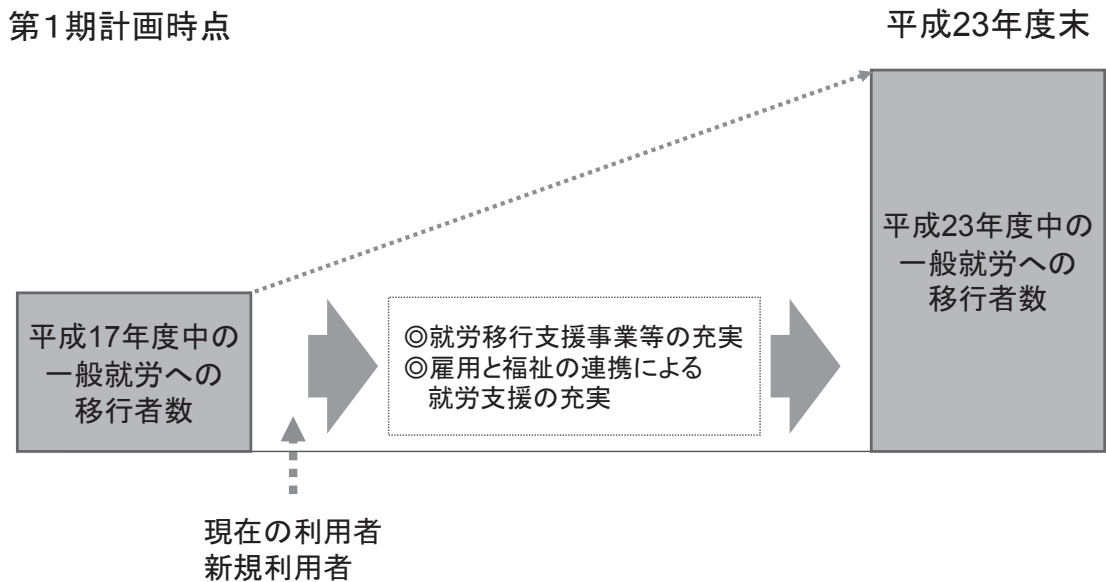 第1期計画時点
平成23年度末
平成17年度中の
一般就労への
移行者数
◎就労移行支援事業等の充実
◎雇用と福祉の連携による
就労支援の充実
平成23年度中の
一般就労への
移行者数
現在の利用者
新規利用者